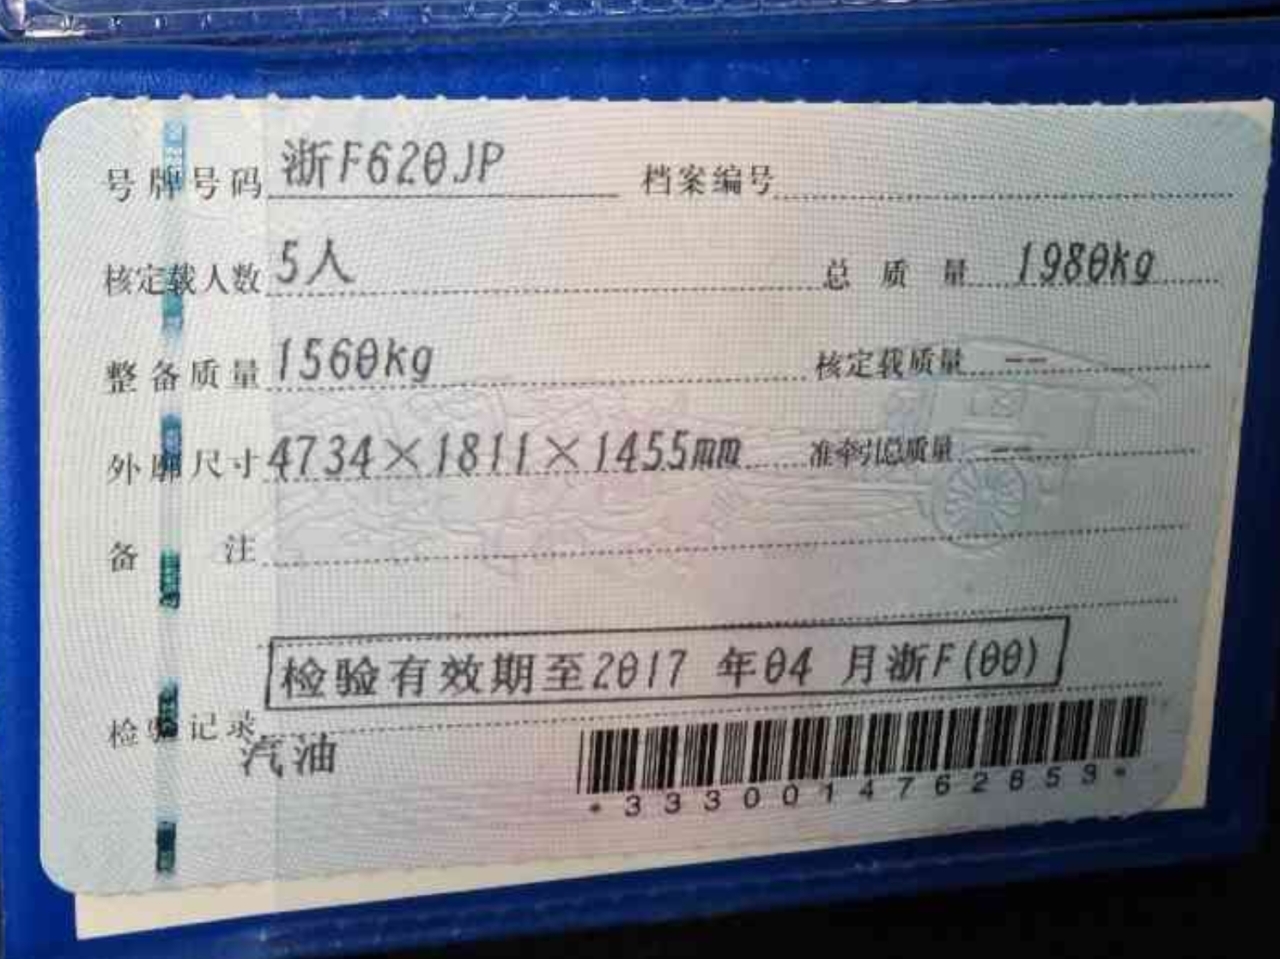 号牌号码 浙F620JP 档案编号
核定载人数 5人 总质量 1980kg
整备质量 1560kg 核定载质量 --
外廓尺寸 4734×1811×1455mm 准牵引总质量 --
备注
检验有效期至2017年04月浙F(00)
检验记录
汽油
*3330014762853*